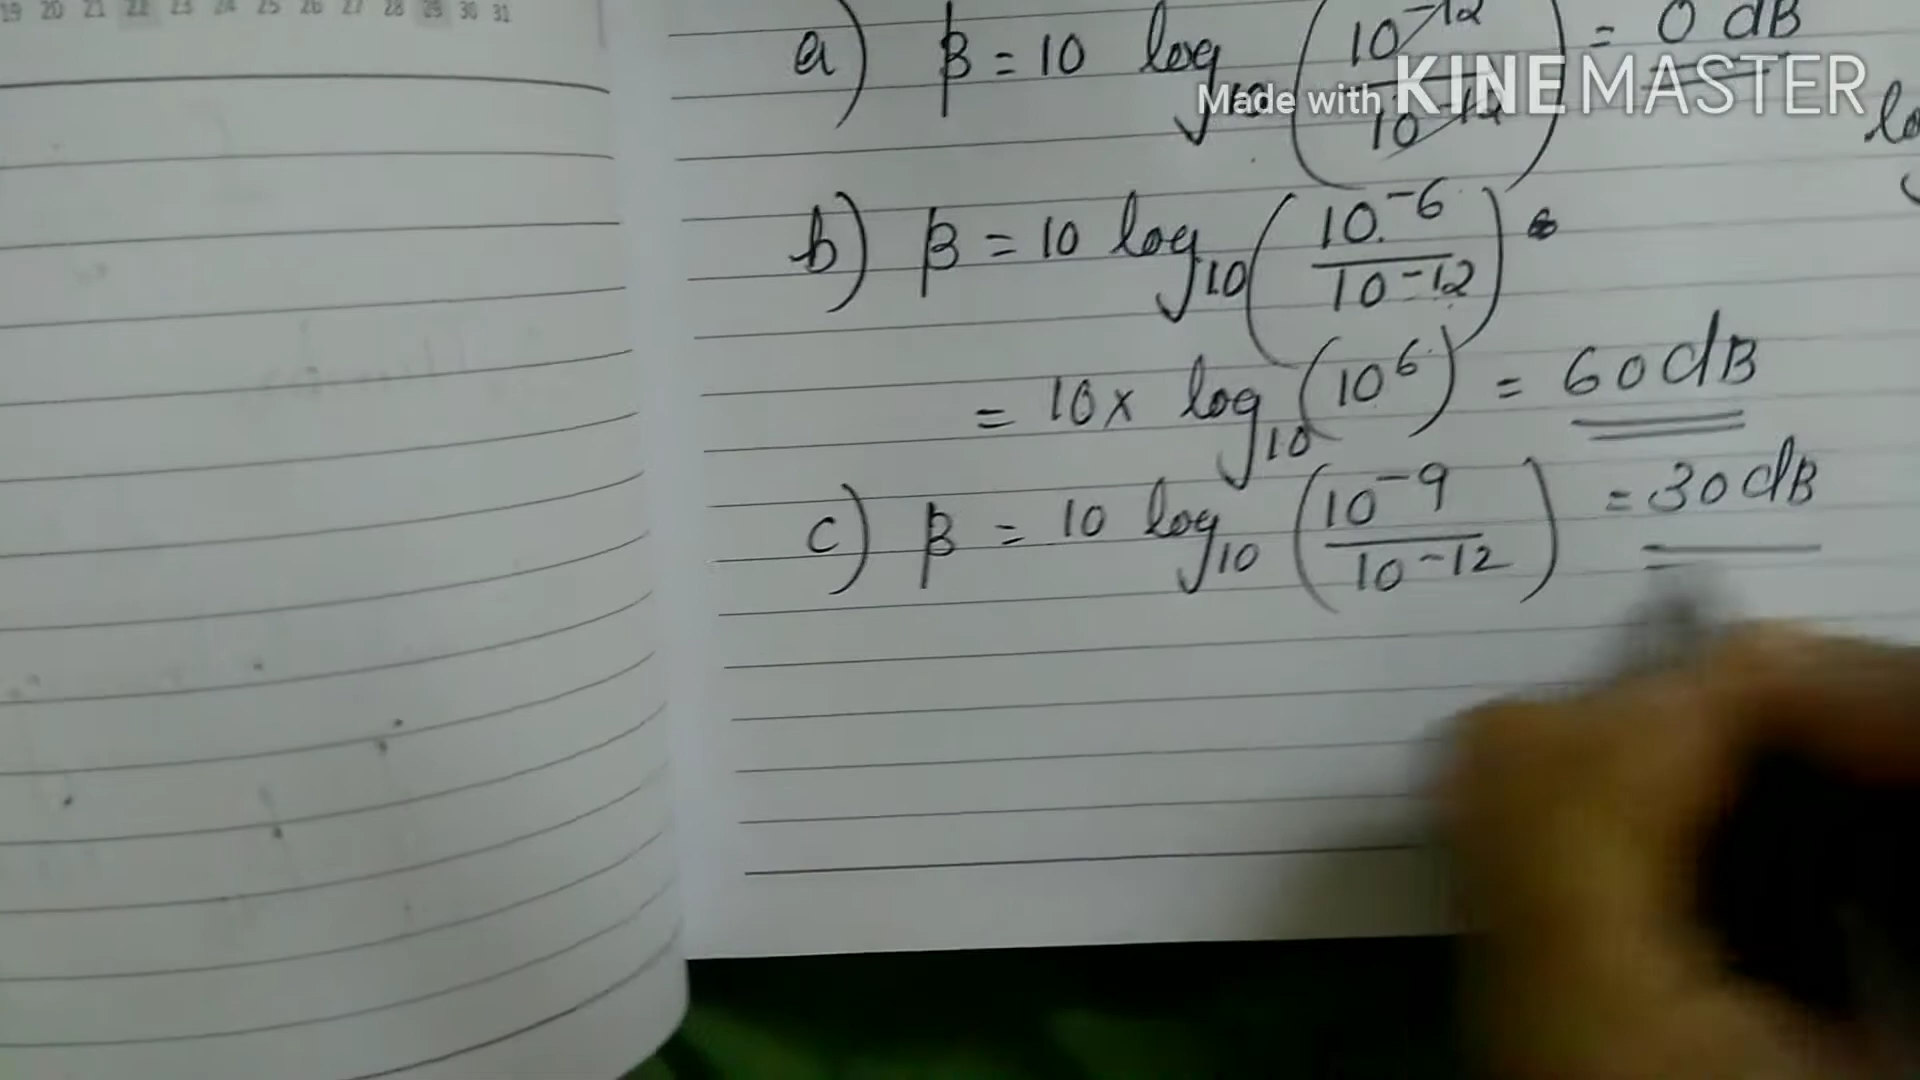 19 20 21 22 23 24 25 26 27 28 29 30 31
a) β = 10 log₁₀ (10⁻¹² / 10⁻¹²) = 0 dB
Made with KINEMASTER
b) β = 10 log₁₀ (10⁻⁶ / 10⁻¹²)
= 10 x log₁₀ (10⁶) = 60 dB
c) β = 10 log₁₀ (10⁻⁹ / 10⁻¹²) = 30 dB